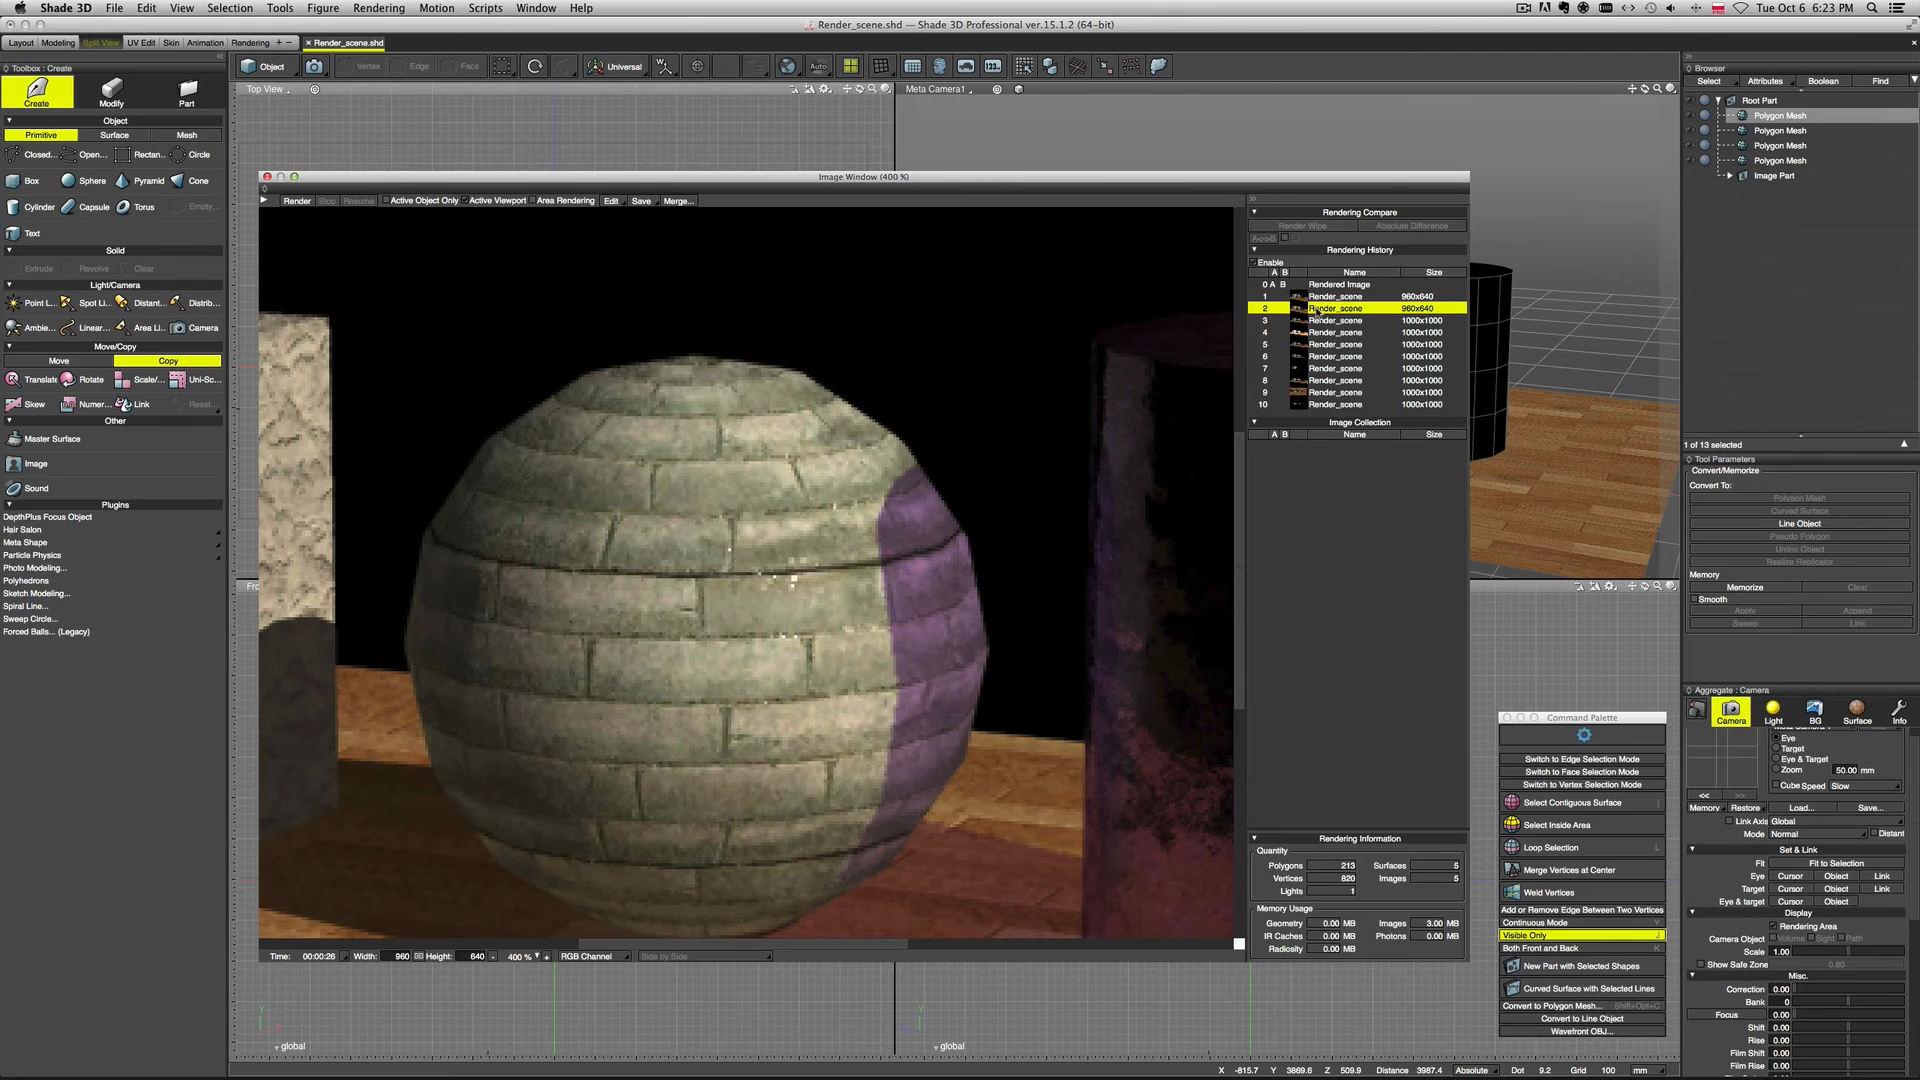 Shade 3D File Edit View Selection Tools Figure Rendering Motion Scripts Window Help
Tue Oct 6 6:23 PM
Render_scene.shd — Shade 3D Professional ver.15.1.2 (64-bit)
Layout Modeling Split View UV Edit Skin Animation Rendering + −
× Render_scene.shd
Toolbox : Create
Create Modify Part
Object
Primitive Surface Mesh
Closed... Open... Rectan... Circle
Box Sphere Pyramid Cone
Cylinder Capsule Torus Empty...
Text
Solid
Extrude Revolve Clear
Light/Camera
Point L... Spot Li... Distant... Distrib...
Ambie... Linear... Area Li... Camera
Move/Copy
Move Copy
Translate Rotate Scale/... Uni-Sc...
Skew Numer... Link Reset...
Other
Master Surface
Image
Sound
Plugins
DepthPlus Focus Object
Hair Salon
Meta Shape
Particle Physics
Photo Modeling...
Polyhedrons
Sketch Modeling...
Spiral Line...
Sweep Circle...
Forced Balls... (Legacy)
Object Vertex Edge Face Universal Auto 123..
Top View
Meta Camera1
Image Window (400 %)
Render Stop Resume Active Object Only Active Viewport Area Rendering Edit Save Merge...
Rendering Compare
Render Wipe Absolute Difference
A<->B
Rendering History
Enable
A B Name Size
0 A B Rendered Image
1 Render_scene 960x640
2 Render_scene 960x640
3 Render_scene 1000x1000
4 Render_scene 1000x1000
5 Render_scene 1000x1000
6 Render_scene 1000x1000
7 Render_scene 1000x1000
8 Render_scene 1000x1000
9 Render_scene 1000x1000
10 Render_scene 1000x1000
Image Collection
A B Name Size
Rendering Information
Quantity
Polygons 213 Surfaces 5
Vertices 820 Images 5
Lights 1
Memory Usage
Geometry 0.00 MB Images 3.00 MB
IR Caches 0.00 MB Photons 0.00 MB
Radiosity 0.00 MB
Time: 00:00:26 Width: 960 Height: 640 - 400 % + RGB Channel Side by Side
global
global
Browser
Select Attributes Boolean Find
Root Part
Polygon Mesh
Polygon Mesh
Polygon Mesh
Polygon Mesh
Image Part
1 of 13 selected
Tool Parameters
Convert/Memorize
Convert To:
Polygon Mesh
Curved Surface
Line Object
Pseudo Polygon
Unlink Object
Realize Replicator
Memory
Memorize Clear
Smooth
Apply Append
Sweep Link
Aggregate : Camera
Camera Light BG Surface Info
Eye
Target
Eye & Target
Zoom 50.00 mm
Cube Speed Slow
<< >>
Memory Restore Load... Save...
Link Axis Global
Mode Normal Distant
Set & Link
Fit Fit to Selection
Eye Cursor Object Link
Target Cursor Object Link
Eye & target Cursor Object
Display
Rendering Area
Camera Object Volume Sight Path
Scale 1.00
Show Safe Zone 0.80
Misc.
Correction 0.00
Bank 0
Focus 0.00
Shift 0.00
Rise 0.00
Film Shift 0.00
Film Rise 0.00
Command Palette
Switch to Edge Selection Mode
Switch to Face Selection Mode
Switch to Vertex Selection Mode
Select Contiguous Surface
Select Inside Area
Loop Selection L
Merge Vertices at Center
Weld Vertices
Add or Remove Edge Between Two Vertices
Continuous Mode Y
Visible Only J
Both Front and Back K
New Part with Selected Shapes
Curved Surface with Selected Lines
Convert to Polygon Mesh... Shift+Opt+C
Convert to Line Object
Wavefront OBJ...
X -815.7 Y 3869.6 Z 509.9 Distance 3987.4 Absolute Dot 9.2 Grid 100 mm